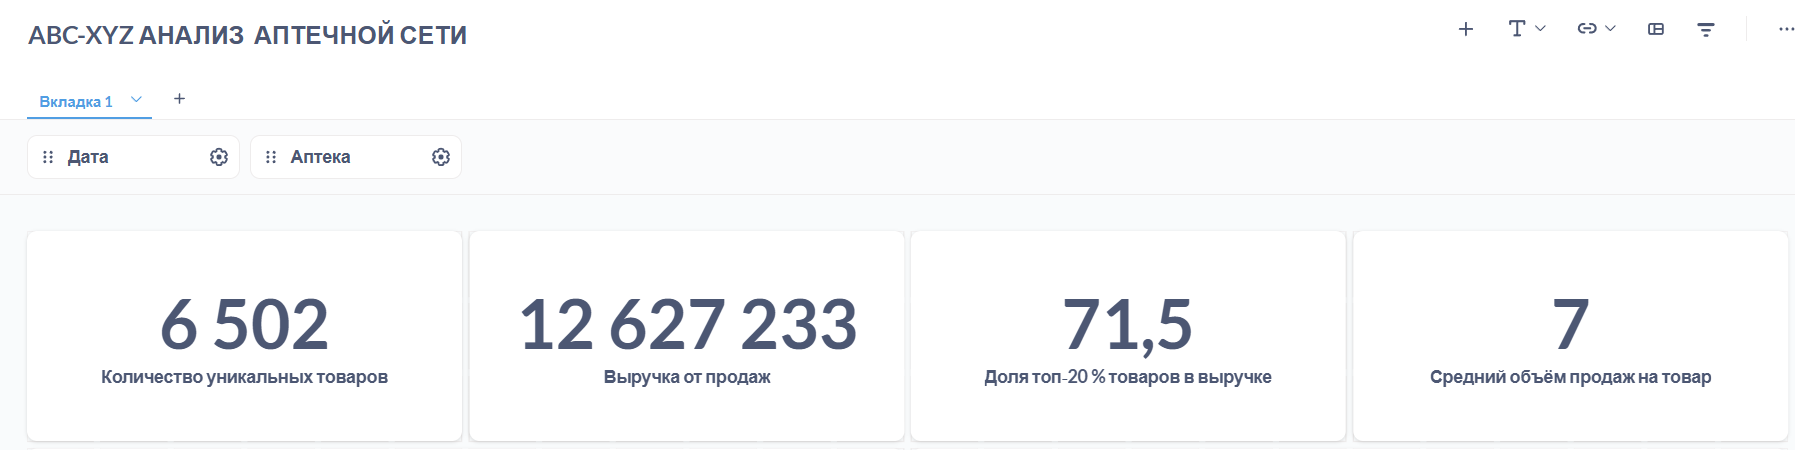 ABC-XYZ АНАЛИЗ АПТЕЧНОЙ СЕТИ
Вкладка 1
Дата
Аптека
6 502
Количество уникальных товаров
12 627 233
Выручка от продаж
71,5
Доля топ-20 % товаров в выручке
7
Средний объём продаж на товар